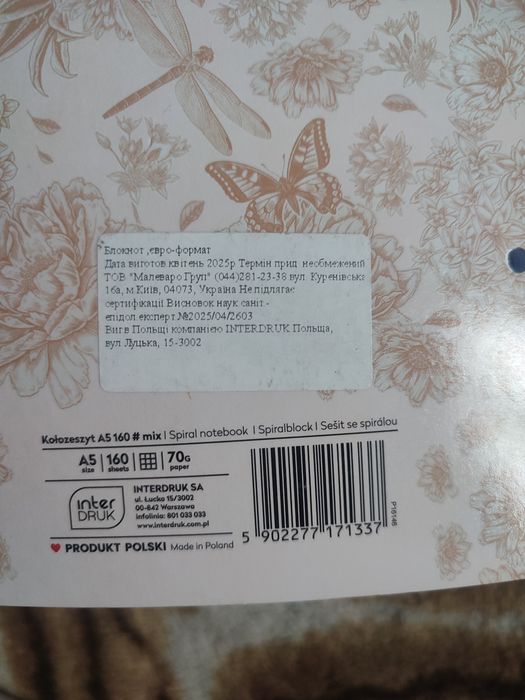 Блокнот ,євро-формат
Дата виготов квітень 2025р Термін прид необмежений
ТОВ "Малеваро Груп" (044)281-23-38 вул. Куренівська
16а, м.Київ, 04073, Україна Не підлягає
сертифікації Висновок наук саніт.-
епідол.експерт.№2025/04/2603
Виг.в Польщі компанією INTERDRUK Польща,
вул Луцька, 15-3002
Kołozeszyt A5 160 # mix | Spiral notebook | Spiralblock | Sešit se spirálou
A5 160 70G
size sheets paper
inter DRUK
INTERDRUK SA
ul. Łucka 15/3002
00-842 Warszawa
infolinia: 801 033 033
www.interdruk.com.pl
PRODUKT POLSKI Made in Poland
5 902277 171337
P18146